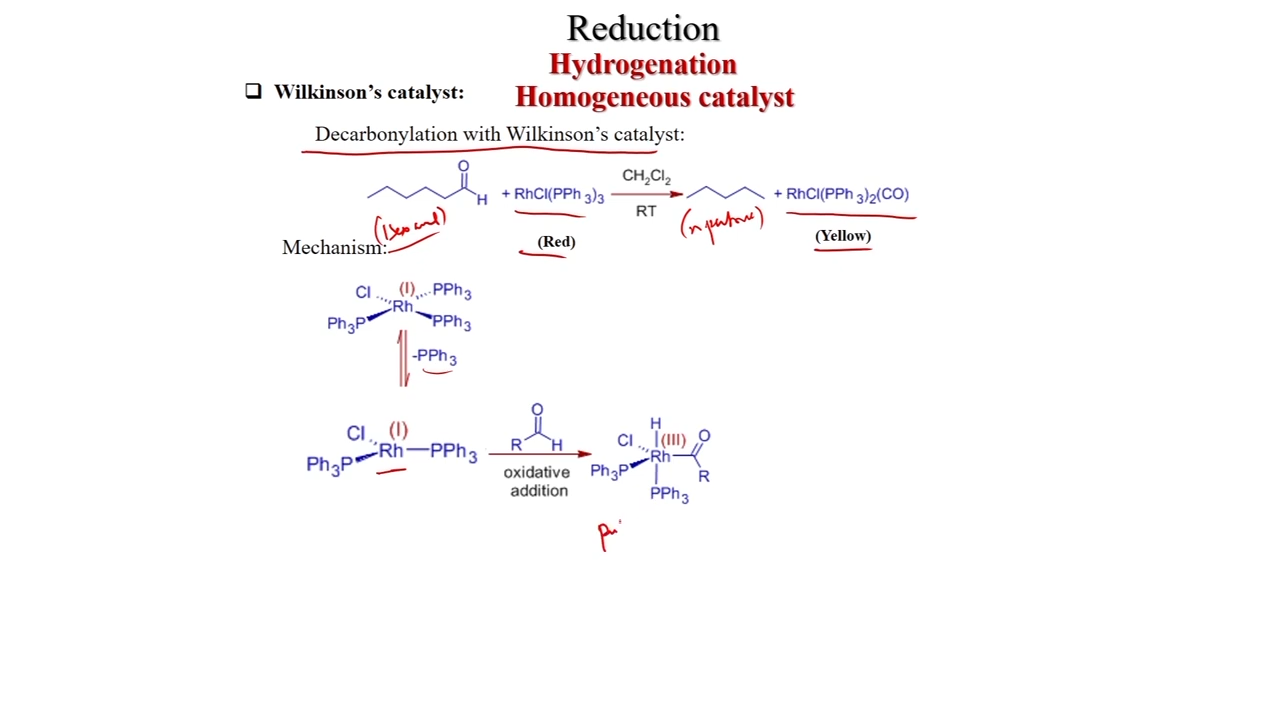 Reduction
Hydrogenation
❑ Wilkinson's catalyst: Homogeneous catalyst
Decarbonylation with Wilkinson's catalyst:
O
H + RhCl(PPh3)3 CH2Cl2 RT + RhCl(PPh3)2(CO)
(Red) (Yellow)
Mechanism:
Cl (I) PPh3
Rh
Ph3P PPh3
-PPh3
Cl (I) Rh PPh3
Ph3P
O
R H
oxidative
addition
H
Cl (III) O
Rh
Ph3P R
PPh3